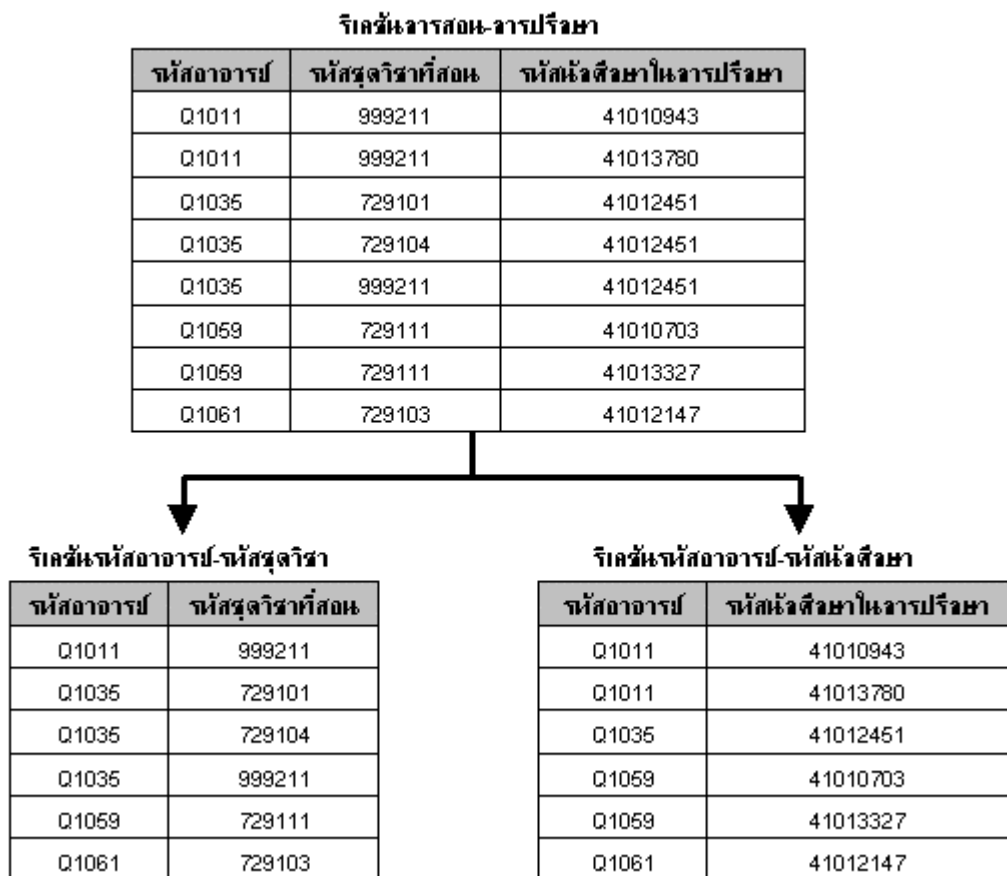 รีเลชันการสอน-การปรึกษา
รหัสอาจารย์ รหัสชุดวิชาที่สอน รหัสนักศึกษาในการปรึกษา
Q1011 999211 41010943
Q1011 999211 41013780
Q1035 729101 41012451
Q1035 729104 41012451
Q1035 999211 41012451
Q1059 729111 41010703
Q1059 729111 41013327
Q1061 729103 41012147
รีเลชันรหัสอาจารย์-รหัสชุดวิชา
รหัสอาจารย์ รหัสชุดวิชาที่สอน
Q1011 999211
Q1035 729101
Q1035 729104
Q1035 999211
Q1059 729111
Q1061 729103
รีเลชันรหัสอาจารย์-รหัสนักศึกษา
รหัสอาจารย์ รหัสนักศึกษาในการปรึกษา
Q1011 41010943
Q1011 41013780
Q1035 41012451
Q1059 41010703
Q1059 41013327
Q1061 41012147